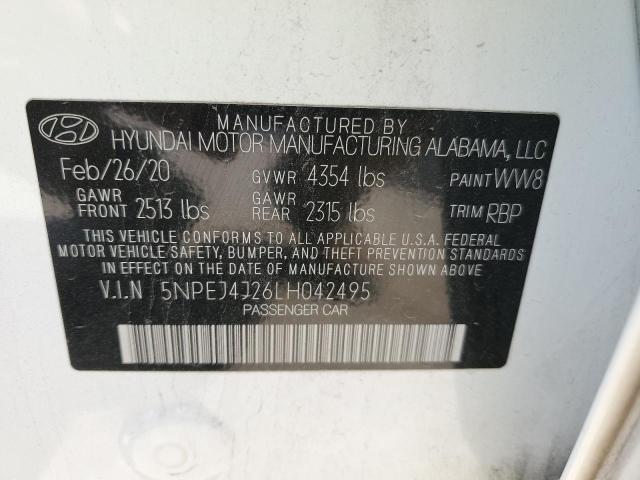 MANUFACTURED BY
HYUNDAI MOTOR MANUFACTURING ALABAMA, LLC
Feb/26/20 GVWR 4354 lbs PAINT WW8
GAWR FRONT 2513 lbs GAWR REAR 2315 lbs TRIM RBP
THIS VEHICLE CONFORMS TO ALL APPLICABLE U.S.A. FEDERAL
MOTOR VEHICLE SAFETY, BUMPER, AND THEFT PREVENTION STANDARDS
IN EFFECT ON THE DATE OF MANUFACTURE SHOWN ABOVE.
V.I.N 5NPEJ4J26LH042495
PASSENGER CAR